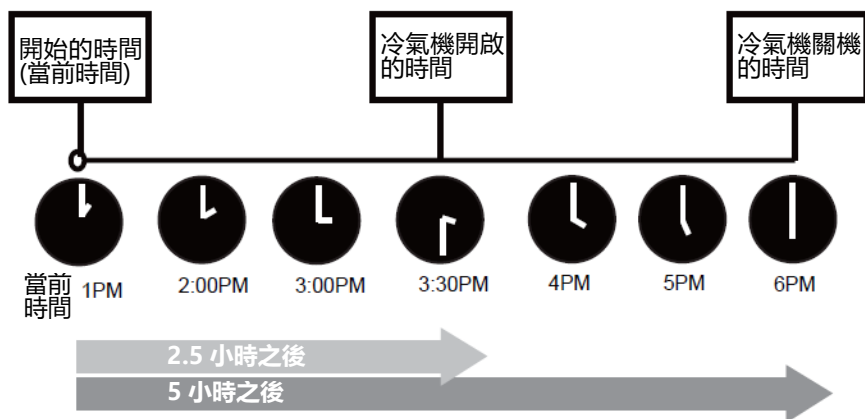 開始的時間
(當前時間)
冷氣機開啟
的時間
冷氣機關機
的時間
當前
時間
1PM
2:00PM
3:00PM
3:30PM
4PM
5PM
6PM
2.5 小時之後
5 小時之後